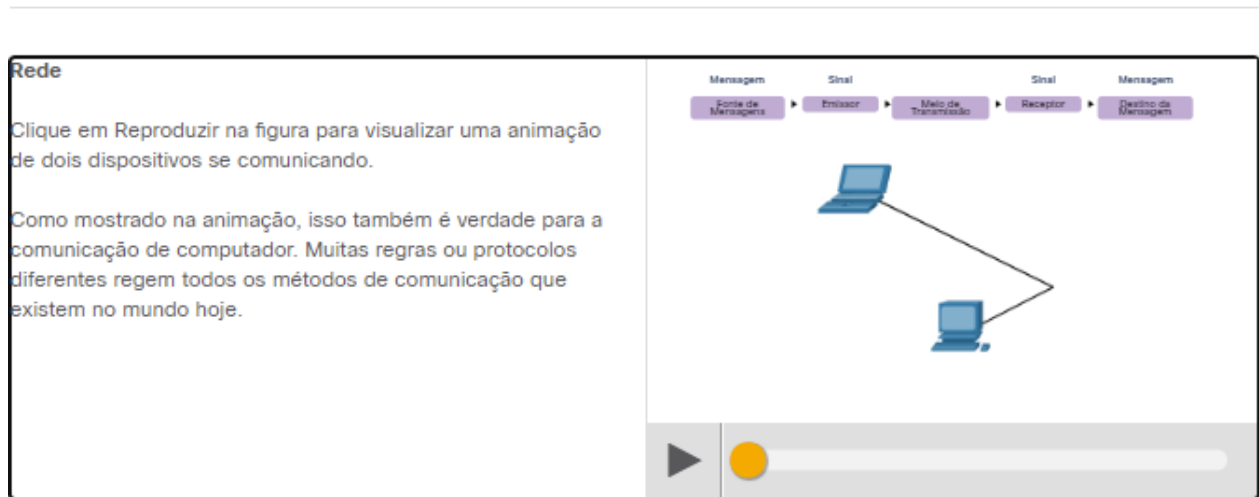 Rede
Clique em Reproduzir na figura para visualizar uma animação
de dois dispositivos se comunicando.
Como mostrado na animação, isso também é verdade para a
comunicação de computador. Muitas regras ou protocolos
diferentes regem todos os métodos de comunicação que
existem no mundo hoje.
Mensagem Sinal Sinal Mensagem
Fonte de
Mensagens
Emissor
Meio de
Transmissão
Receptor
Destino da
Mensagem